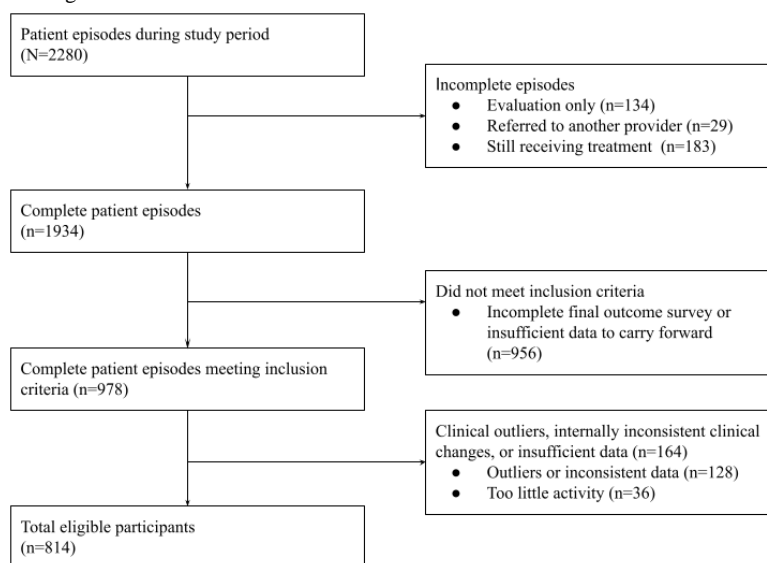 Patient episodes during study period
(N=2280)
Incomplete episodes
● Evaluation only (n=134)
● Referred to another provider (n=29)
● Still receiving treatment (n=183)
Complete patient episodes
(n=1934)
Did not meet inclusion criteria
● Incomplete final outcome survey or
insufficient data to carry forward
(n=956)
Complete patient episodes meeting inclusion
criteria (n=978)
Clinical outliers, internally inconsistent clinical
changes, or insufficient data (n=164)
● Outliers or inconsistent data (n=128)
● Too little activity (n=36)
Total eligible participants
(n=814)